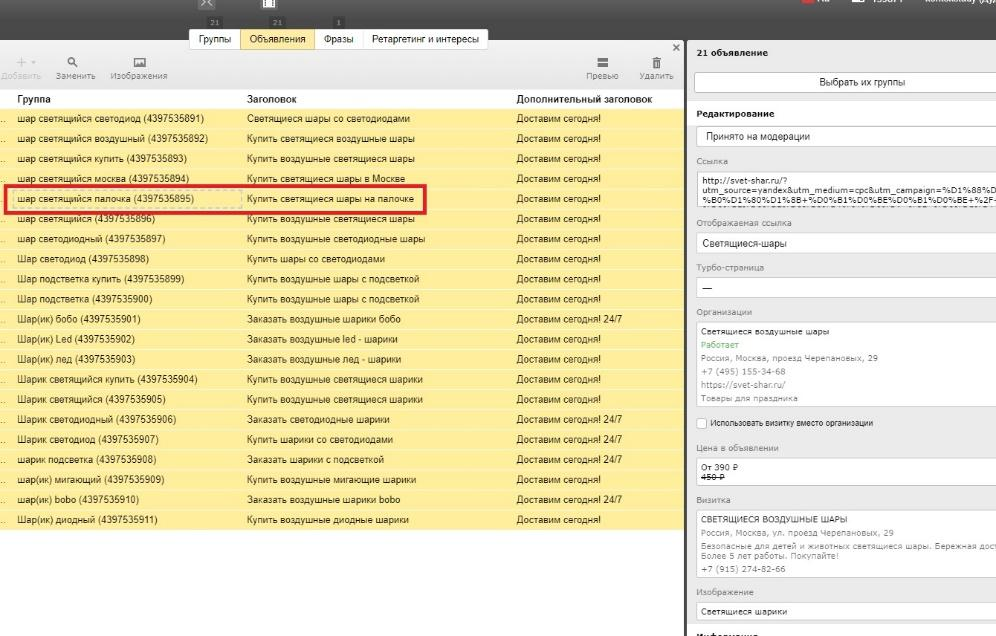 21 21 1
Группы Объявления Фразы Ретаргетинг и интересы
Добавить Заменить Изображения Превью Удалить
Группа Заголовок Дополнительный заголовок
шар светящийся светодиод (4397535891) Светящиеся шары со светодиодами Доставим сегодня!
шар светящийся воздушный (4397535892) Купить светящиеся воздушные шары Доставим сегодня!
шар светящийся купить (4397535893) Купить воздушные светящиеся шары Доставим сегодня!
шар светящийся москва (4397535894) Купить светящиеся шары в Москве Доставим сегодня!
шар светящийся палочка (4397535895) Купить светящиеся шары на палочке Доставим сегодня!
шар светящийся (4397535896) Купить воздушные светящиеся шары Доставим сегодня!
шар светодиодный (4397535897) Купить воздушные светодиодные шары Доставим сегодня!
Шар светодиод (4397535898) Купить шары со светодиодами Доставим сегодня!
Шар подстветка купить (4397535899) Купить воздушные шары с подсветкой Доставим сегодня!
Шар подстветка (4397535900) Купить воздушные шары с подсветкой Доставим сегодня!
Шар(ик) бобо (4397535901) Заказать воздушные шарики бобо Доставим сегодня! 24/7
Шар(ик) Led (4397535902) Заказать воздушные led - шарики Доставим сегодня!
Шар(ик) лед (4397535903) Заказать воздушные лед - шарики Доставим сегодня!
Шарик светящийся купить (4397535904) Купить воздушные светящиеся шарики Доставим сегодня!
Шарик светящийся (4397535905) Купить воздушные светящиеся шарики Доставим сегодня!
Шарик светодиодный (4397535906) Заказать светодиодные шарики Доставим сегодня! 24/7
Шарик светодиод (4397535907) Купить шарики со светодиодами Доставим сегодня! 24/7
шарик подсветка (4397535908) Заказать шарики с подсветкой Доставим сегодня! 24/7
шар(ик) мигающий (4397535909) Купить воздушные мигающие шарики Доставим сегодня!
шар(ик) bobo (4397535910) Заказать воздушные шарики bobo Доставим сегодня! 24/7
Шар(ик) диодный (4397535911) Купить воздушные диодные шарики Доставим сегодня!
21 объявление
Выбрать их группы
Редактирование
Принято на модерации
Ссылка
http://svet-shar.ru/?
utm_source=yandex&utm_medium=cpc&utm_campaign=%D1%88%D
%B0%D1%80%D1%8B+%D0%B1%D0%BE%D0%B1%D0%BE+%2F+
Отображаемая ссылка
Светящиеся-шары
Турбо-страница
—
Организации
Светящиеся воздушные шары
Работает
Россия, Москва, проезд Черепановых, 29
+7 (495) 155-34-68
https://svet-shar.ru/
Товары для праздника
Использовать визитку вместо организации
Цена в объявлении
От 390 ₽
450 ₽
Визитка
СВЕТЯЩИЕСЯ ВОЗДУШНЫЕ ШАРЫ
Россия, Москва, ул. проезд Черепановых, 29
Безопасные для детей и животных светящиеся шары. Бережная дос
Более 5 лет работы. Покупайте!
+7 (915) 274-82-66
Изображение
Светящиеся шарики